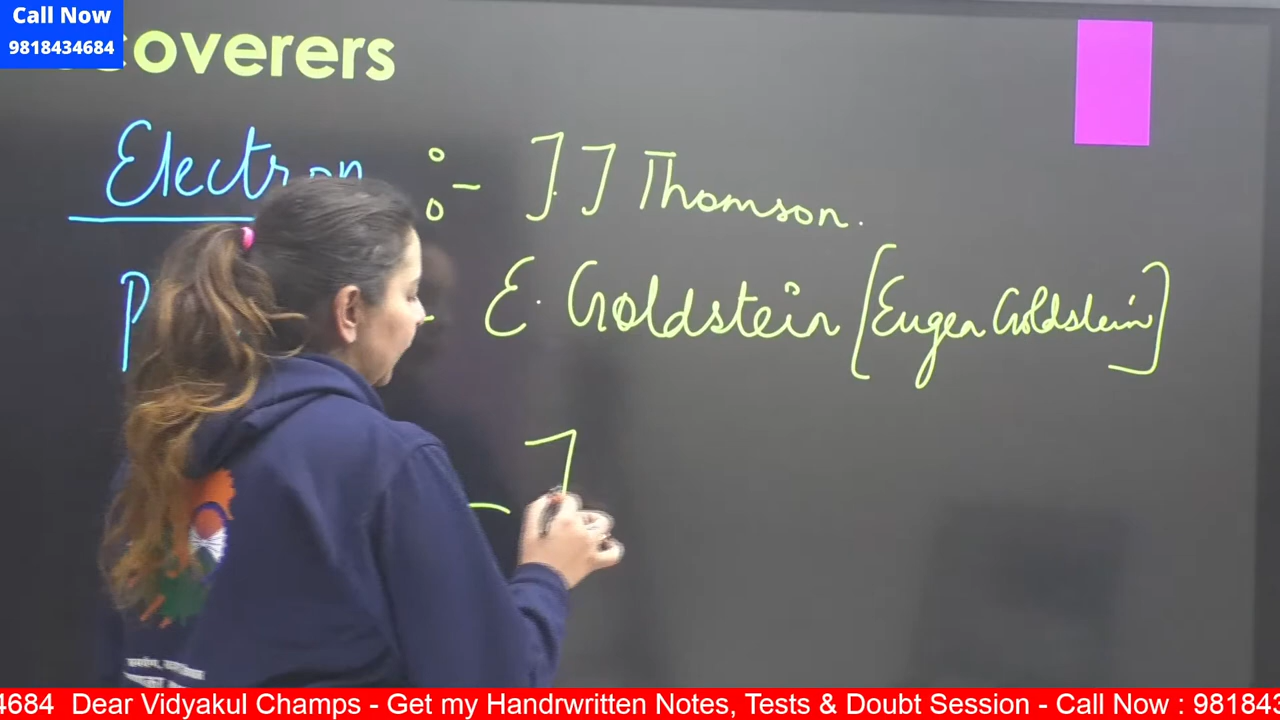 Call Now
9818434684
coverers
Electron :- J.J Thomson.
P - E. Goldstein [Eugen Goldstein]
-
4684 Dear Vidyakul Champs - Get my Handrwritten Notes, Tests & Doubt Session - Call Now : 981843